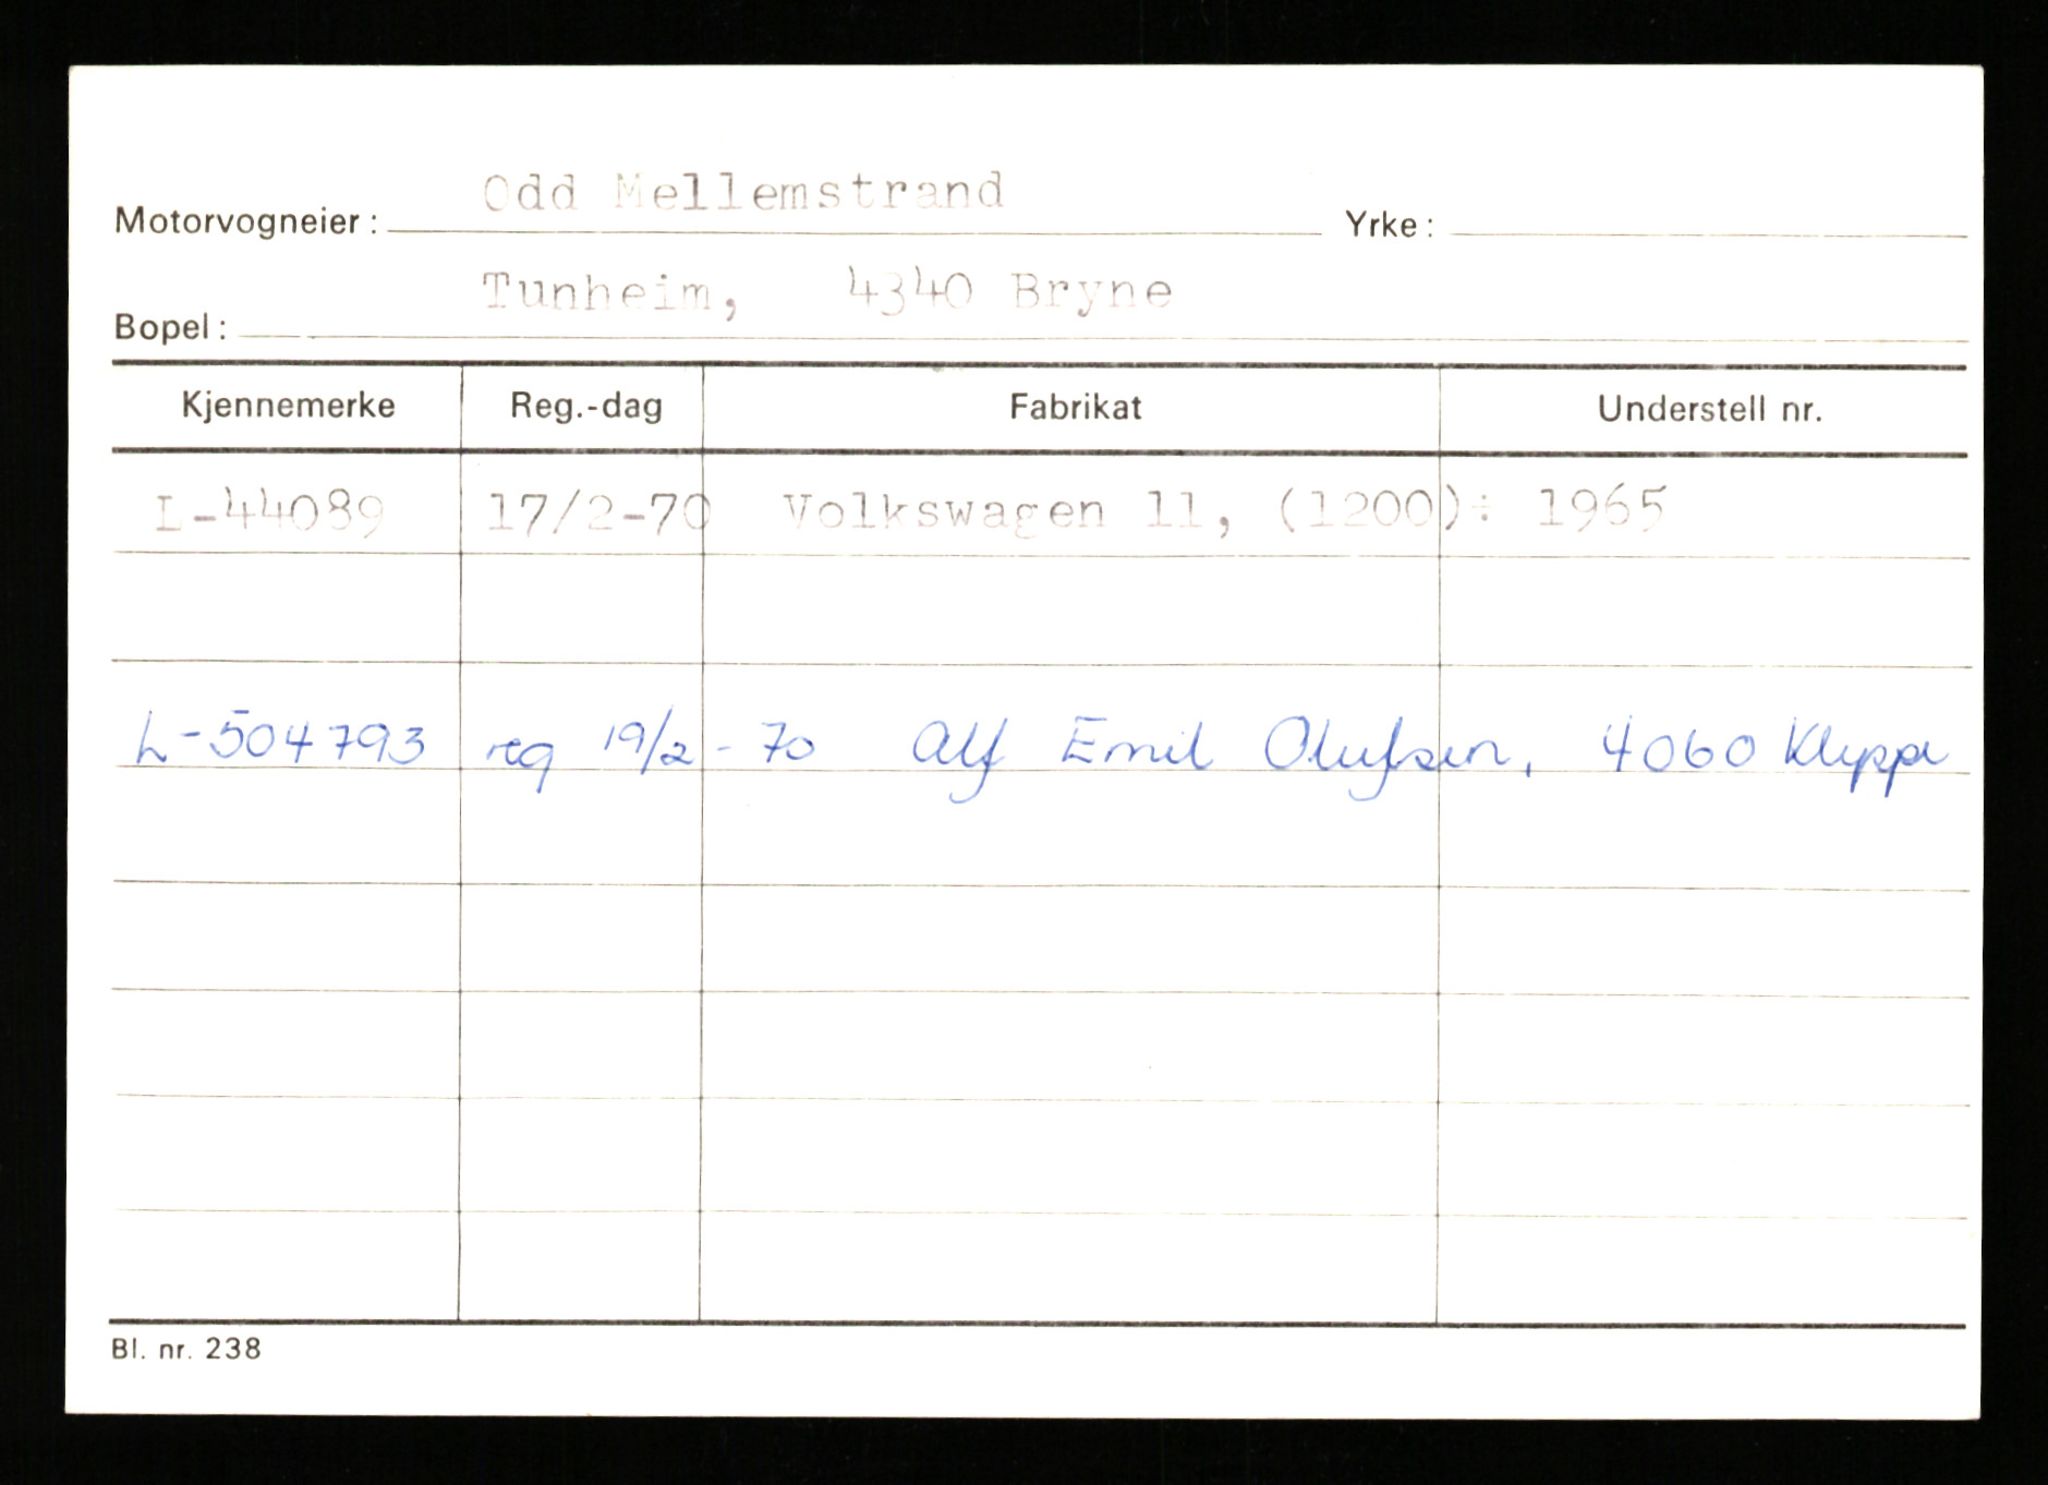 Motorvogneier: Odd Mellemstrand Yrke:
Bopel: Tunheim, 4340 Bryne
Kjennemerke Reg.-dag Fabrikat Understell nr.
L-44089 17/2-70 Volkswagen 11, (1200)÷ 1965
L-504793 reg 19/2-70 Alf Emil Olufsen, 4060 Kleppe
Bl. nr. 238